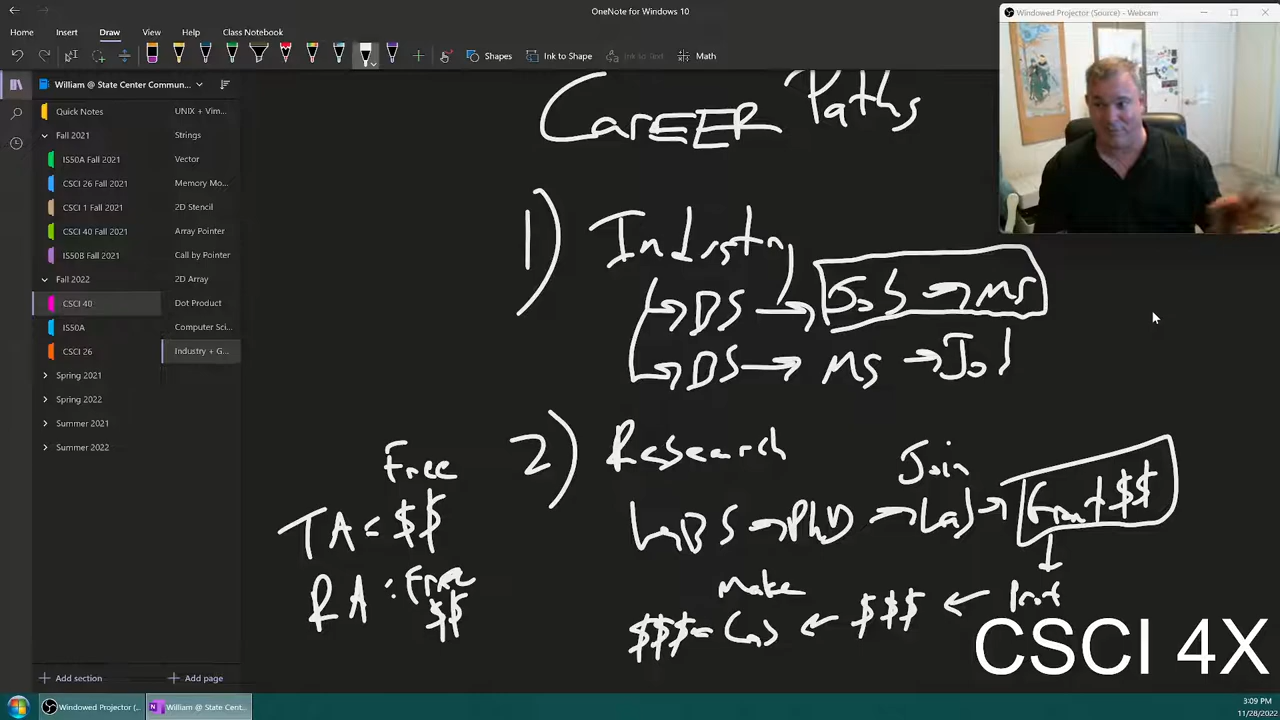 OneNote for Windows 10
Windowed Projector (Source) - Webcam
Home Insert Draw View Help Class Notebook
Shapes Ink to Shape Ink to Text Math
William @ State Center Commun...
Quick Notes
Fall 2021
IS50A Fall 2021
CSCI 26 Fall 2021
CSCI 1 Fall 2021
CSCI 40 Fall 2021
IS50B Fall 2021
Fall 2022
CSCI 40
IS50A
CSCI 26
Spring 2021
Spring 2022
Summer 2021
Summer 2022
Add section
UNIX + Vim...
Strings
Vector
Memory Mo...
2D Stencil
Array Pointer
Call by Pointer
2D Array
Dot Product
Computer Sci...
Industry + G...
Add page
CarEER Paths
1) Industry
↳ BS → Job → MS
↳ BS → MS → Job
2) Research
Join
↳ BS → PhD → Lab → Grant $$
↓
Prof
$$$ = Lab ← $$$ ←
Make
Free
TA = $$
RA : Free
$$
CSCI 4X
Windowed Projector (...
William @ State Cent...
3:09 PM
11/28/2022